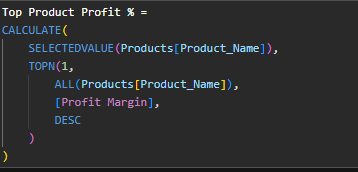 Top Product Profit % =
CALCULATE(
    SELECTEDVALUE(Products[Product_Name]),
    TOPN(1,
        ALL(Products[Product_Name]),
        [Profit Margin],
        DESC
    )
)